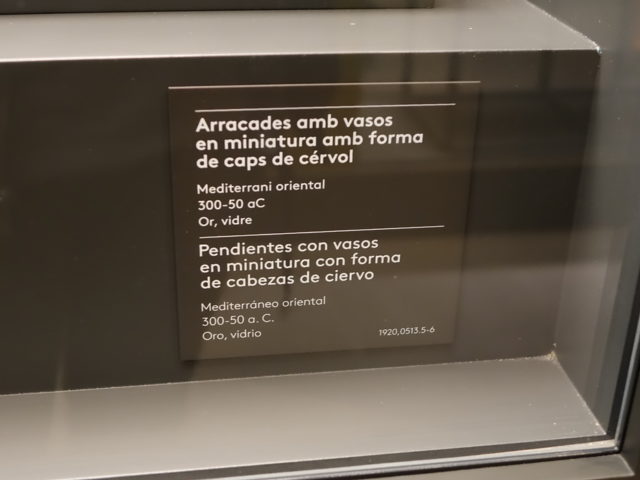 Arracades amb vasos
en miniatura amb forma
de caps de cérvol
Mediterrani oriental
300-50 aC
Or, vidre
Pendientes con vasos
en miniatura con forma
de cabezas de ciervo
Mediterráneo oriental
300-50 a. C.
Oro, vidrio
1920,0513.5-6